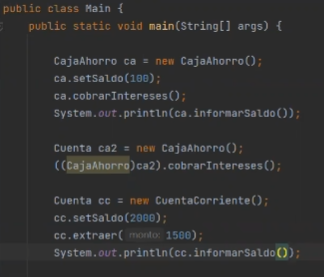 public class Main {
public static void main(String[] args) {
CajaAhorro ca = new CajaAhorro();
ca.setSaldo(100);
ca.cobrarIntereses();
System.out.println(ca.informarSaldo());
Cuenta ca2 = new CajaAhorro();
((CajaAhorro)ca2).cobrarIntereses();
Cuenta cc = new CuentaCorriente();
cc.setSaldo(2000);
cc.extraer( monto: 1500);
System.out.println(cc.informarSaldo());